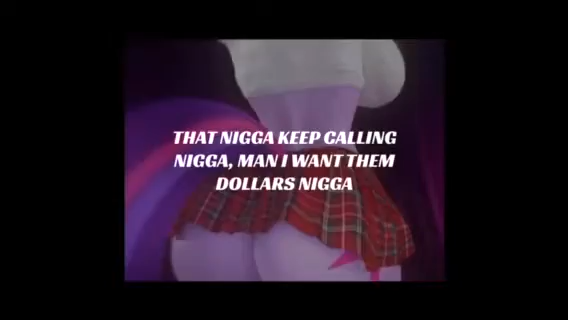 THAT NIGGA KEEP CALLING
NIGGA, MAN I WANT THEM
DOLLARS NIGGA